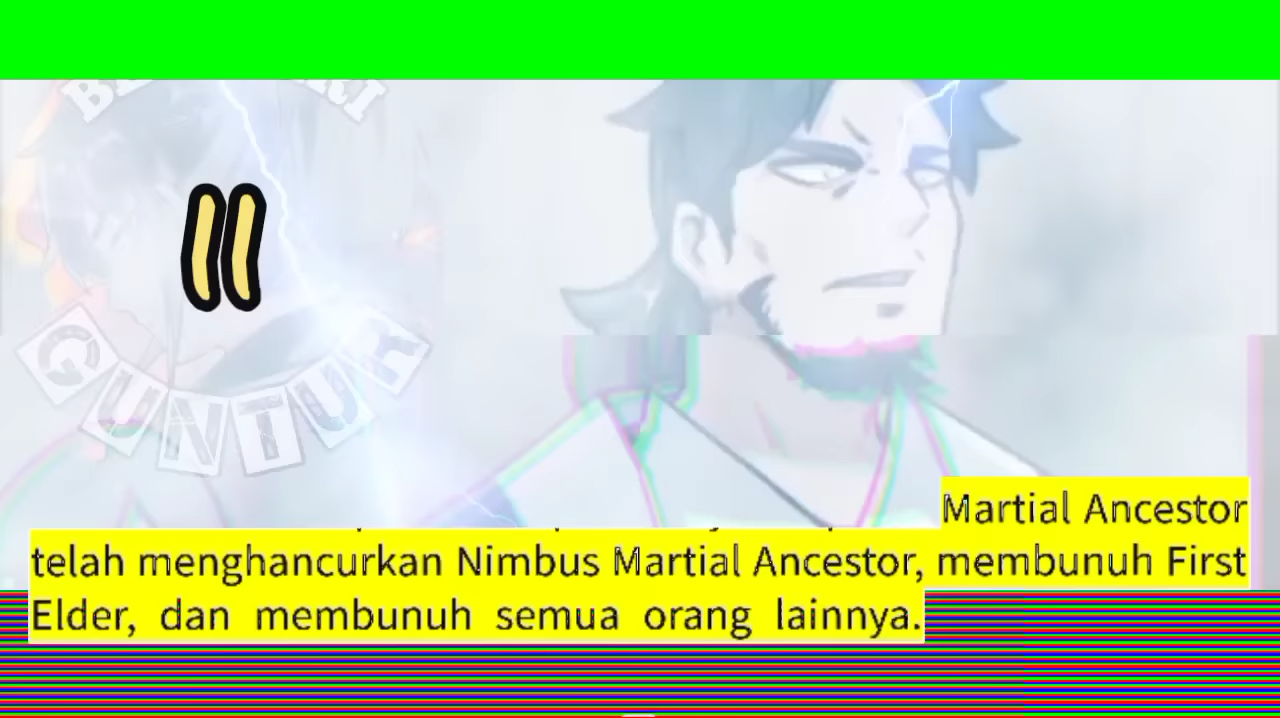 GUNTUR
Martial Ancestor
telah menghancurkan Nimbus Martial Ancestor, membunuh First
Elder, dan membunuh semua orang lainnya.